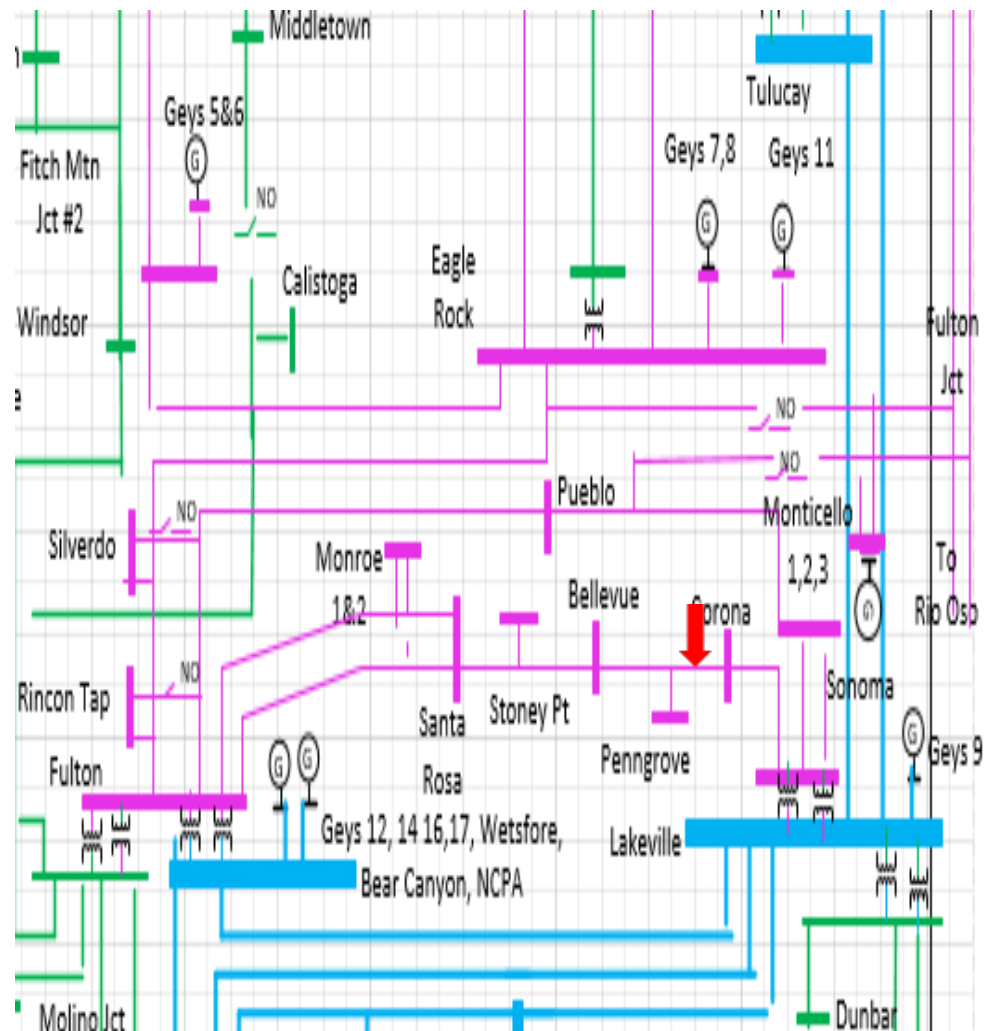 Middletown
Tulucay
Geys 5&6
G
Fitch Mtn
Jct #2
NO
Geys 7,8
Geys 11
G
G
Eagle
Rock
Calistoga
Windsor
Fulton
Jct
e
NO
NO
Pueblo
Silverdo
NO
Monticello
1,2,3
Monroe
1&2
Bellevue
Corona
G
To
Rio Oso
Rincon Tap
NO
Santa
Rosa
Stoney Pt
Sonoma
Penngrove
G
Geys 9
Fulton
G
G
Geys 12, 14 16,17, Wetsfore,
Bear Canyon, NCPA
Lakeville
Molino Jct
Dunbar